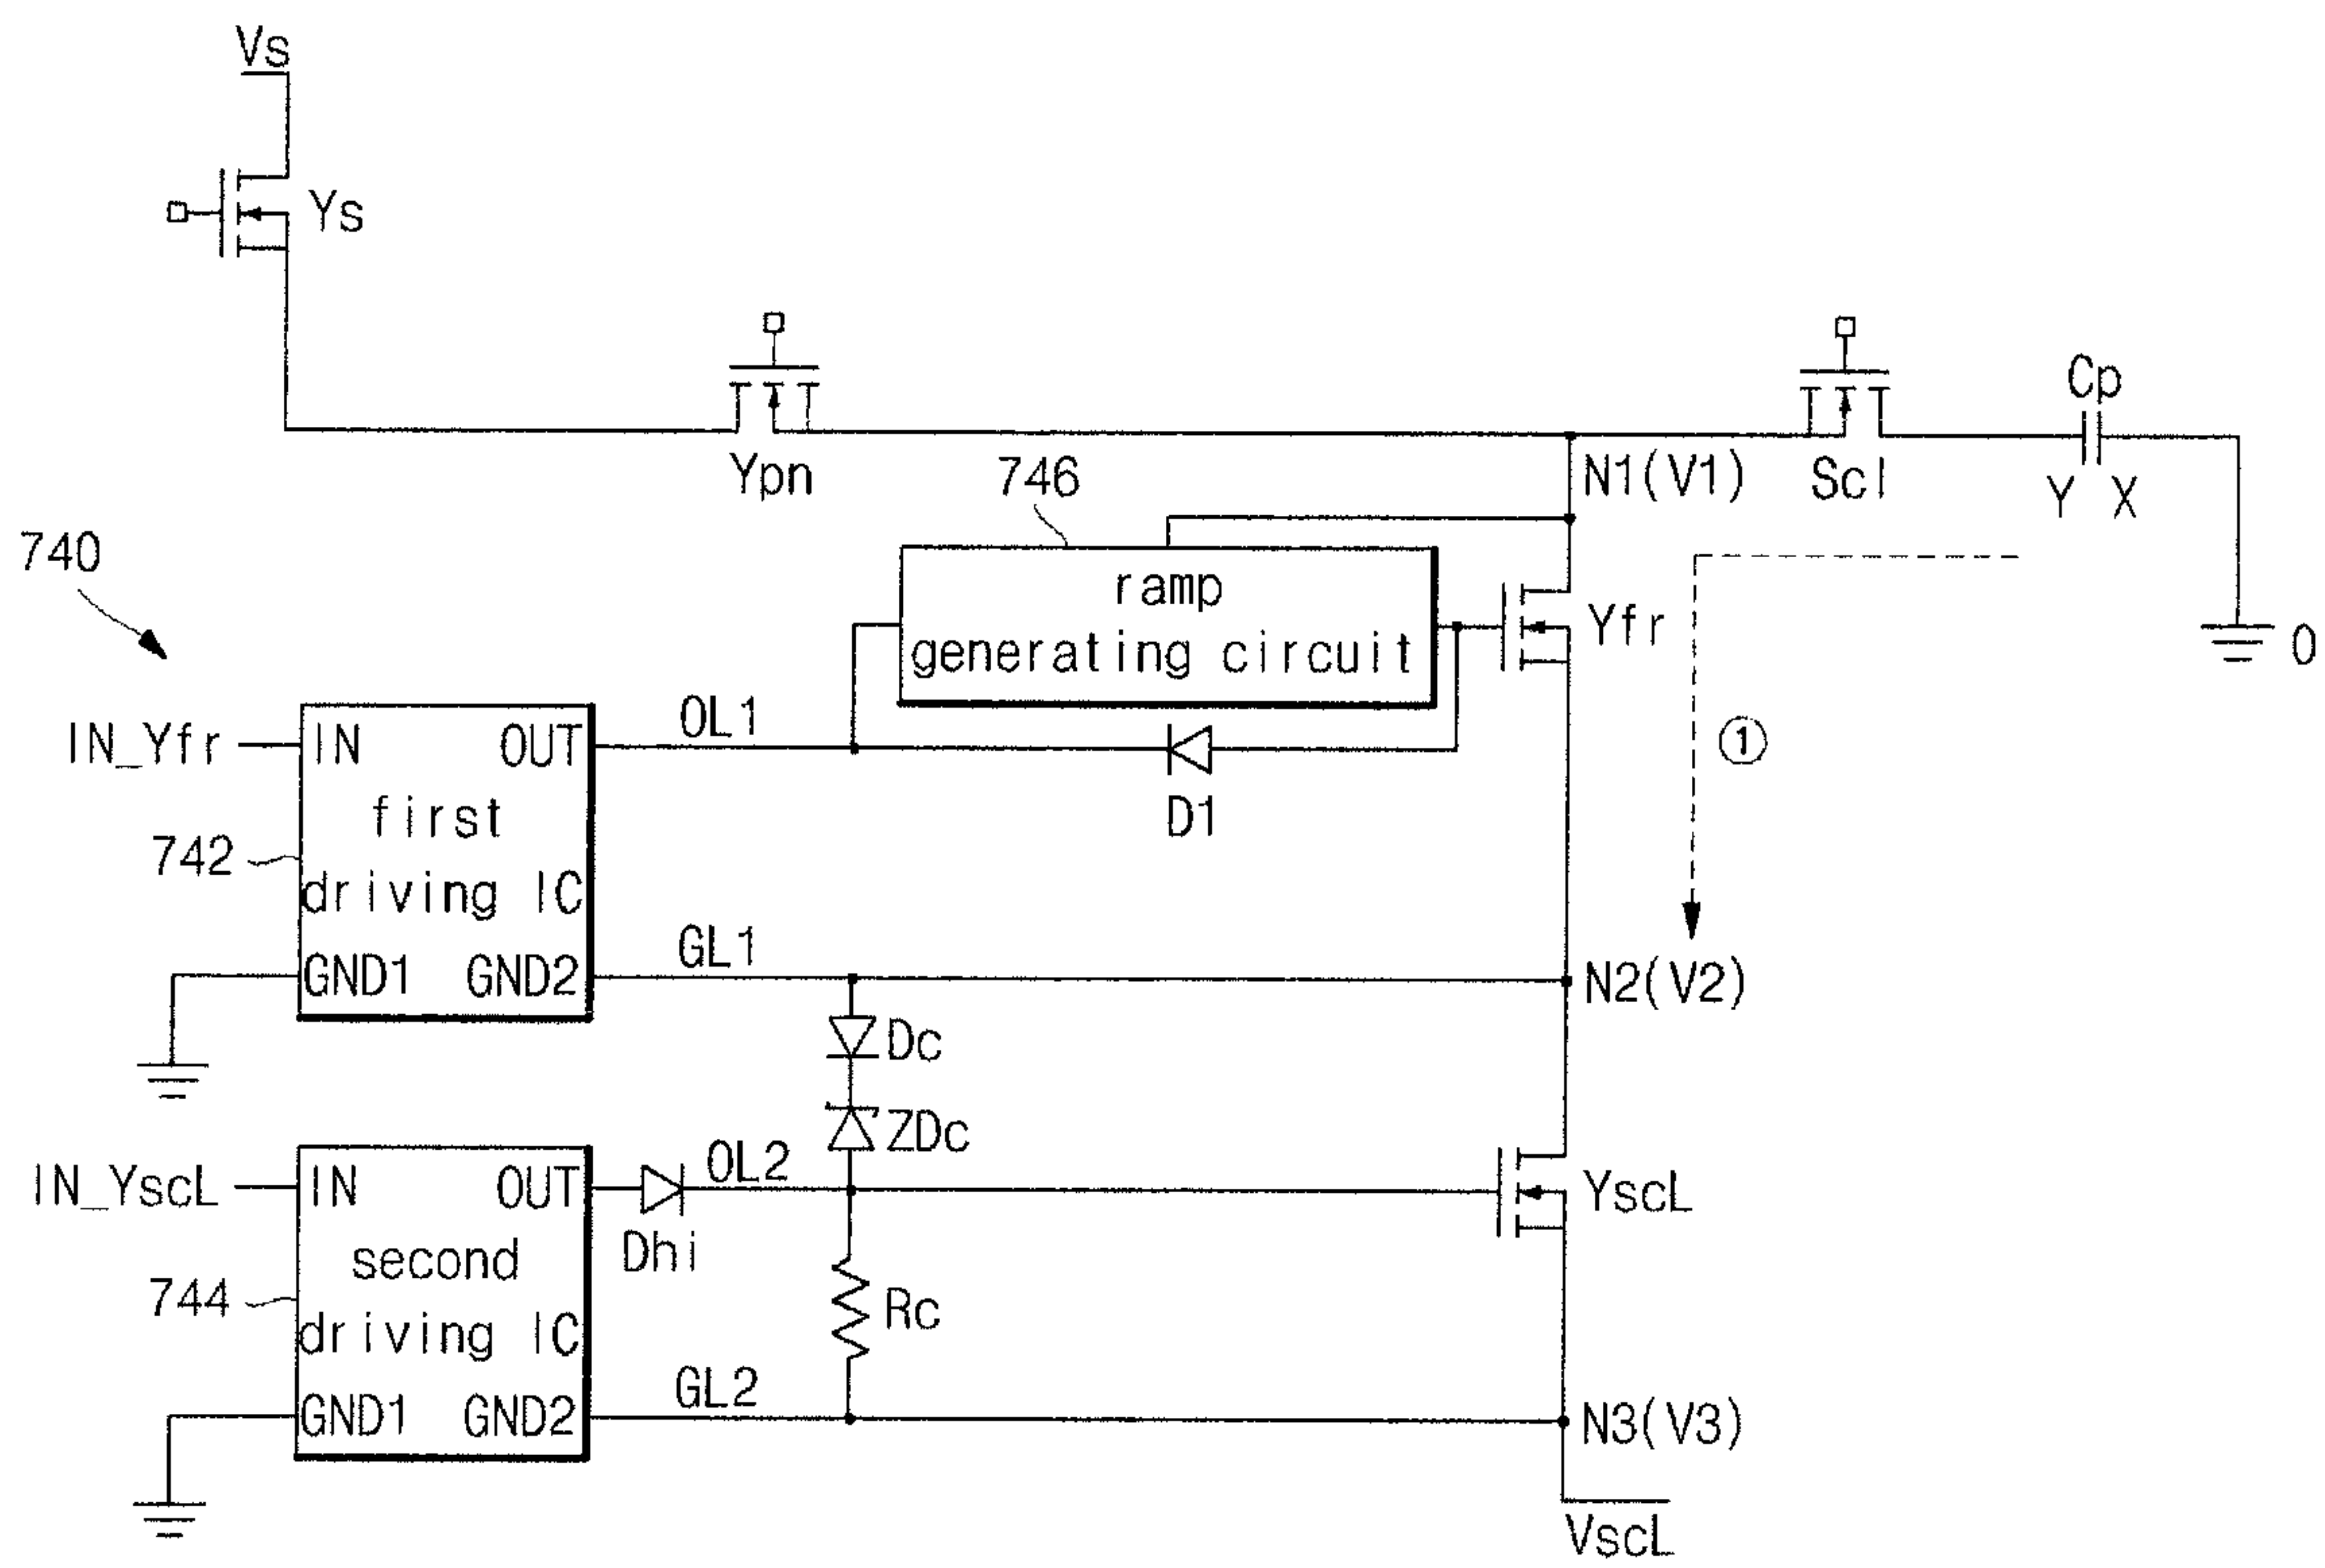 Vs
Ys
Ypn
N1(V1)
Scl
Cp
Y X
746
740
ramp
generating circuit
Yfr
0
OL1
IN_Yfr
IN OUT
first
driving IC
742
D1
①
GND1 GND2
GL1
N2(V2)
Dc
ZDc
IN_YscL
IN OUT
OL2
Dhi
YscL
second
driving IC
744
Rc
GND1 GND2
GL2
N3(V3)
VscL